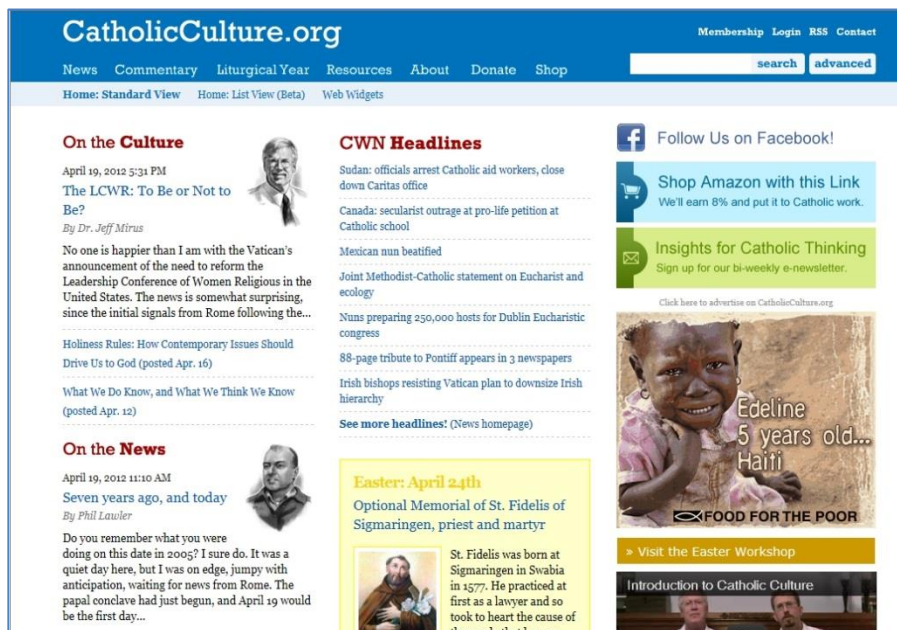 CatholicCulture.org
Membership Login RSS Contact
News Commentary Liturgical Year Resources About Donate Shop
search advanced
Home: Standard View Home: List View (Beta) Web Widgets
On the Culture
April 19, 2012 5:31 PM
The LCWR: To Be or Not to
Be?
By Dr. Jeff Mirus
No one is happier than I am with the Vatican's
announcement of the need to reform the
Leadership Conference of Women Religious in the
United States. The news is somewhat surprising,
since the initial signals from Rome following the...
Holiness Rules: How Contemporary Issues Should
Drive Us to God (posted Apr. 16)
What We Do Know, and What We Think We Know
(posted Apr. 12)
On the News
April 19, 2012 11:10 AM
Seven years ago, and today
By Phil Lawler
Do you remember what you were
doing on this date in 2005? I sure do. It was a
quiet day here, but I was on edge, jumpy with
anticipation, waiting for news from Rome. The
papal conclave had just begun, and April 19 would
be the first day...
CWN Headlines
Sudan: officials arrest Catholic aid workers, close
down Caritas office
Canada: secularist outrage at pro-life petition at
Catholic school
Mexican nun beatified
Joint Methodist-Catholic statement on Eucharist and
ecology
Nuns preparing 250,000 hosts for Dublin Eucharistic
congress
88-page tribute to Pontiff appears in 3 newspapers
Irish bishops resisting Vatican plan to downsize Irish
hierarchy
See more headlines! (News homepage)
Easter: April 24th
Optional Memorial of St. Fidelis of
Sigmaringen, priest and martyr
St. Fidelis was born at
Sigmaringen in Swabia
in 1577. He practiced at
first as a lawyer and so
took to heart the cause of
Follow Us on Facebook!
Shop Amazon with this Link
We'll earn 8% and put it to Catholic work.
Insights for Catholic Thinking
Sign up for our bi-weekly e-newsletter.
Click here to advertise on CatholicCulture.org
Edeline
5 years old...
Haiti
FOOD FOR THE POOR
» Visit the Easter Workshop
Introduction to Catholic Culture